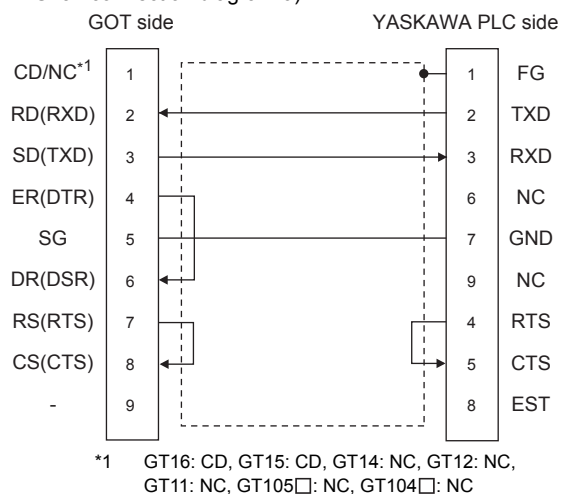 GOT side YASKAWA PLC side
CD/NC*1 1 1 FG
RD(RXD) 2 2 TXD
SD(TXD) 3 3 RXD
ER(DTR) 4 6 NC
SG 5 7 GND
DR(DSR) 6 9 NC
RS(RTS) 7 4 RTS
CS(CTS) 8 5 CTS
- 9 8 EST
*1 GT16: CD, GT15: CD, GT14: NC, GT12: NC,
GT11: NC, GT105□: NC, GT104□: NC